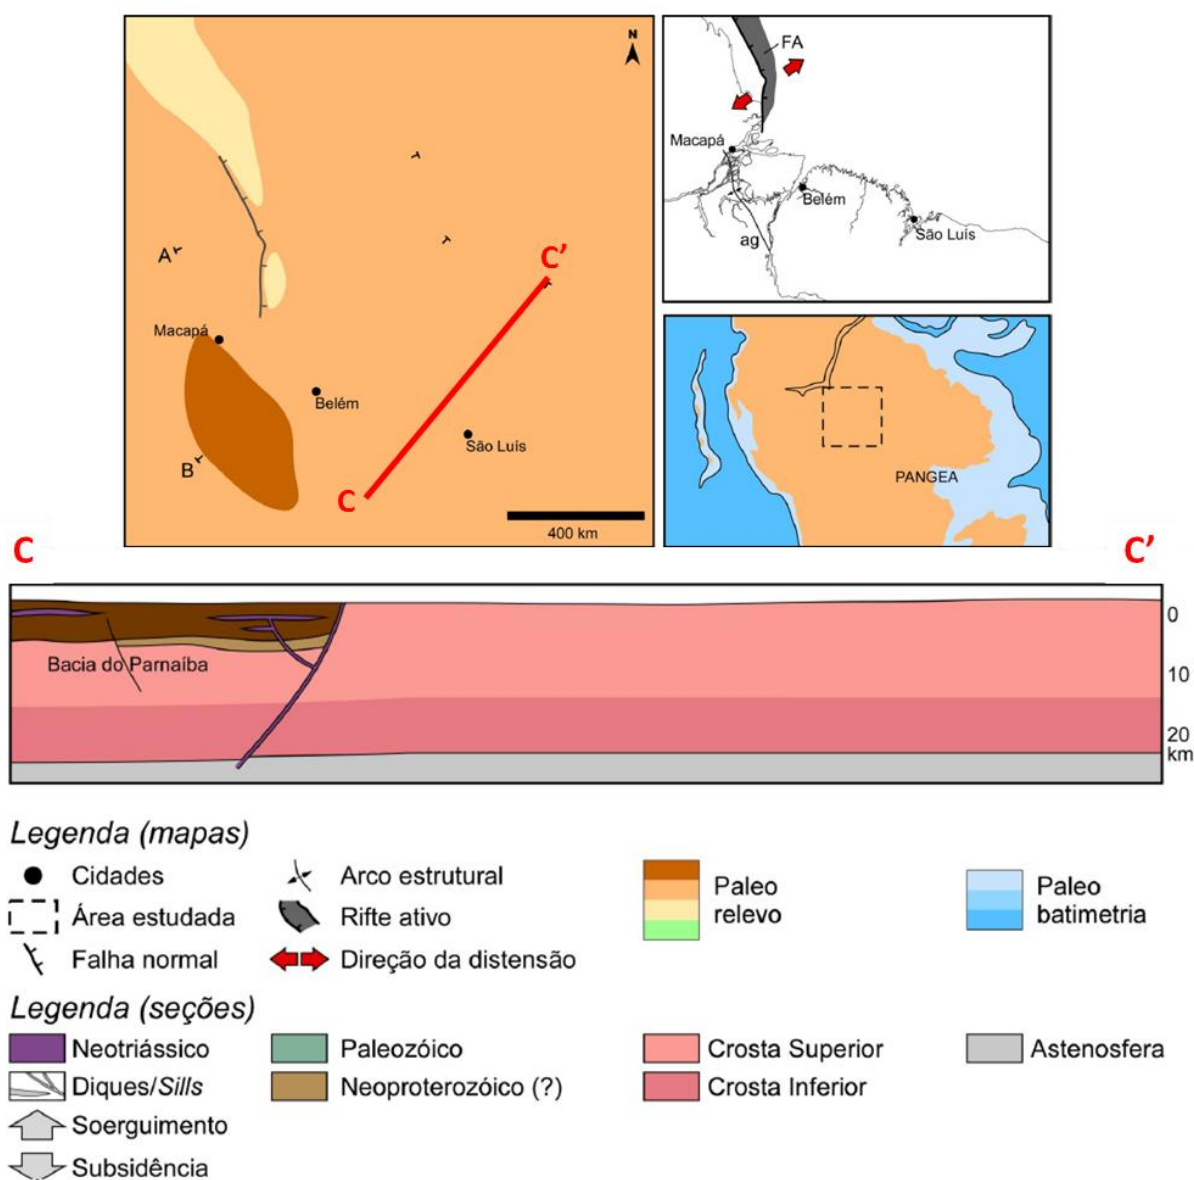 N
A
C'
Macapá
Belém
São Luís
B
C
400 km
FA
Macapá
Belém
ag
São Luís
PANGEA
C
C'
Bacia do Parnaíba
0
10
20
km
Legenda (mapas)
Cidades
Arco estrutural
Paleo
relevo
Paleo
batimetria
Área estudada
Rifte ativo
Falha normal
Direção da distensão
Legenda (seções)
Neotriássico
Paleozóico
Crosta Superior
Astenosfera
Diques/Sills
Neoproterozóico (?)
Crosta Inferior
Soerguimento
Subsidência